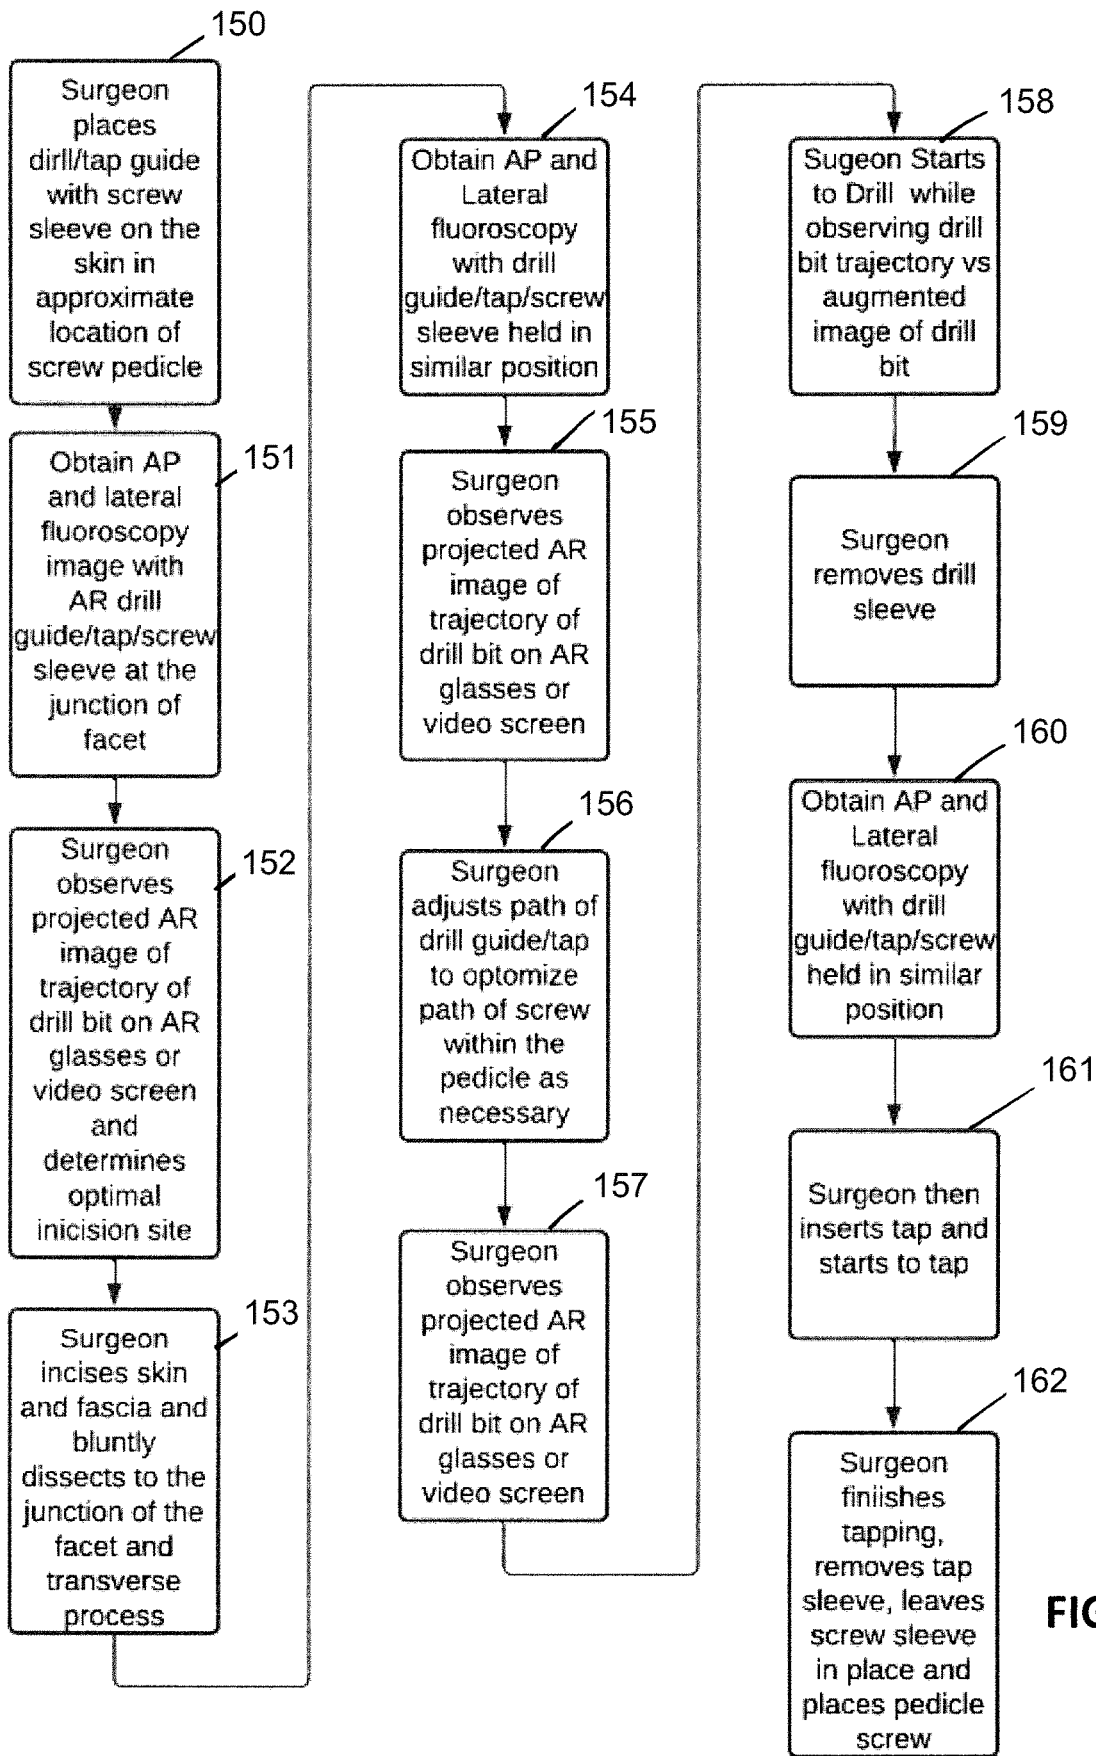 150
Surgeon
places
dirll/tap guide
with screw
sleeve on the
skin in
approximate
location of
screw pedicle
151
Obtain AP
and lateral
fluoroscopy
image with
AR drill
guide/tap/screw
sleeve at the
junction of
facet
152
Surgeon
observes
projected AR
image of
trajectory of
drill bit on AR
glasses or
video screen
and
determines
optimal
inicision site
153
Surgeon
incises skin
and fascia and
bluntly
dissects to the
junction of the
facet and
transverse
process
154
Obtain AP and
Lateral
fluoroscopy
with drill
guide/tap/screw
sleeve held in
similar position
155
Surgeon
observes
projected AR
image of
trajectory of
drill bit on AR
glasses or
video screen
156
Surgeon
adjusts path of
drill guide/tap
to optomize
path of screw
within the
pedicle as
necessary
157
Surgeon
observes
projected AR
image of
trajectory of
drill bit on AR
glasses or
video screen
158
Sugeon Starts
to Drill while
observing drill
bit trajectory vs
augmented
image of drill
bit
159
Surgeon
removes drill
sleeve
160
Obtain AP and
Lateral
fluoroscopy
with drill
guide/tap/screw
held in similar
position
161
Surgeon then
inserts tap and
starts to tap
162
Surgeon
finiishes
tapping,
removes tap
sleeve, leaves
screw sleeve
in place and
places pedicle
screw